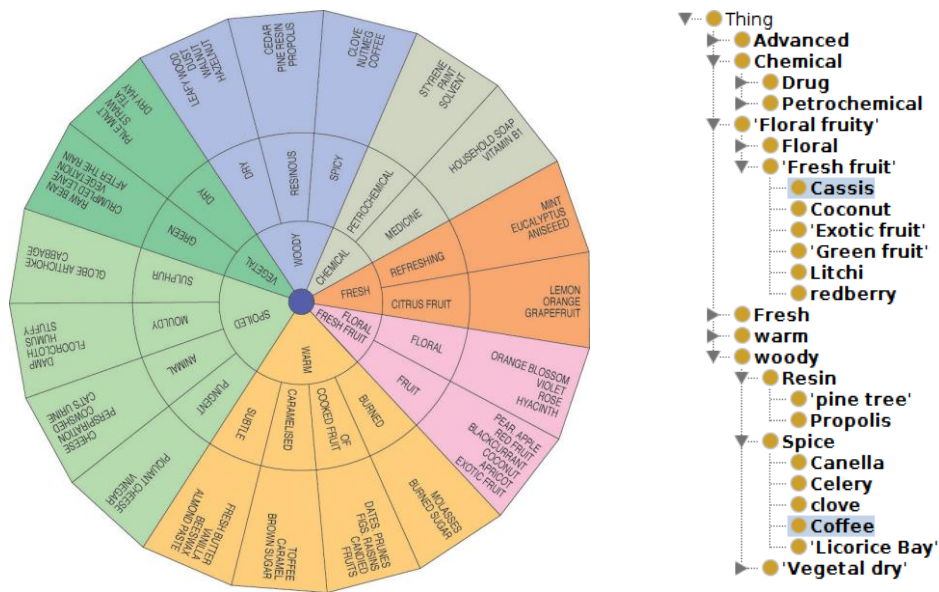 WOODY
DRY
LEAFY WOOD
DUST
WALNUT
HAZELNUT
RESINOUS
CEDAR
PINE RESIN
PROPOLIS
SPICY
CLOVE
NUTMEG
COFFEE
CHEMICAL
PETROCHEMICAL
STYRENE
PAINT
SOLVENT
MEDICINE
HOUSEHOLD SOAP
VITAMIN B1
FRESH
REFRESHING
MINT
EUCALYPTUS
ANISEEED
CITRUS FRUIT
LEMON
ORANGE
GRAPEFRUIT
FLORAL
FRESH FRUIT
FLORAL
ORANGE BLOSSOM
VIOLET
ROSE
HYACINTH
FRUIT
PEAR, APPLE
RED FRUIT
BLACKCURRANT
COCONUT
APRICOT
EXOTIC FRUIT
WARM
BURNED
MOLASSES
BURNED SUGAR
OF
COOKED FRUIT
DATES, PRUNES
FIGS, RAISINS
CANDIED
FRUITS
CARAMELISED
TOFFEE
CARAMEL
BROWN SUGAR
SUBTLE
FRESH BUTTER
VANILLA
BEESWAX
ALMOND PASTE
SPOILED
PUNGENT
PIQUANT CHEESE
VINEGAR
ANIMAL
CHEESE
PERSPIRATION
COWSHED
CAT'S URINE
MOULDY
DAMP
FLOORCLOTH
HUMUS
STUFFY
SULPHUR
GLOBE ARTICHOKE
CABBAGE
VEGETAL
GREEN
RAW BEAN
CRUMPLED LEAVE
VEGETATION
AFTER THE RAIN
DRY
PALE MALT
STRAW
TEA
DRY HAY
Thing
Advanced
Chemical
Drug
Petrochemical
'Floral fruity'
Floral
'Fresh fruit'
Cassis
Coconut
'Exotic fruit'
'Green fruit'
Litchi
redberry
Fresh
warm
woody
Resin
'pine tree'
Propolis
Spice
Canella
Celery
clove
Coffee
'Licorice Bay'
'Vegetal dry'